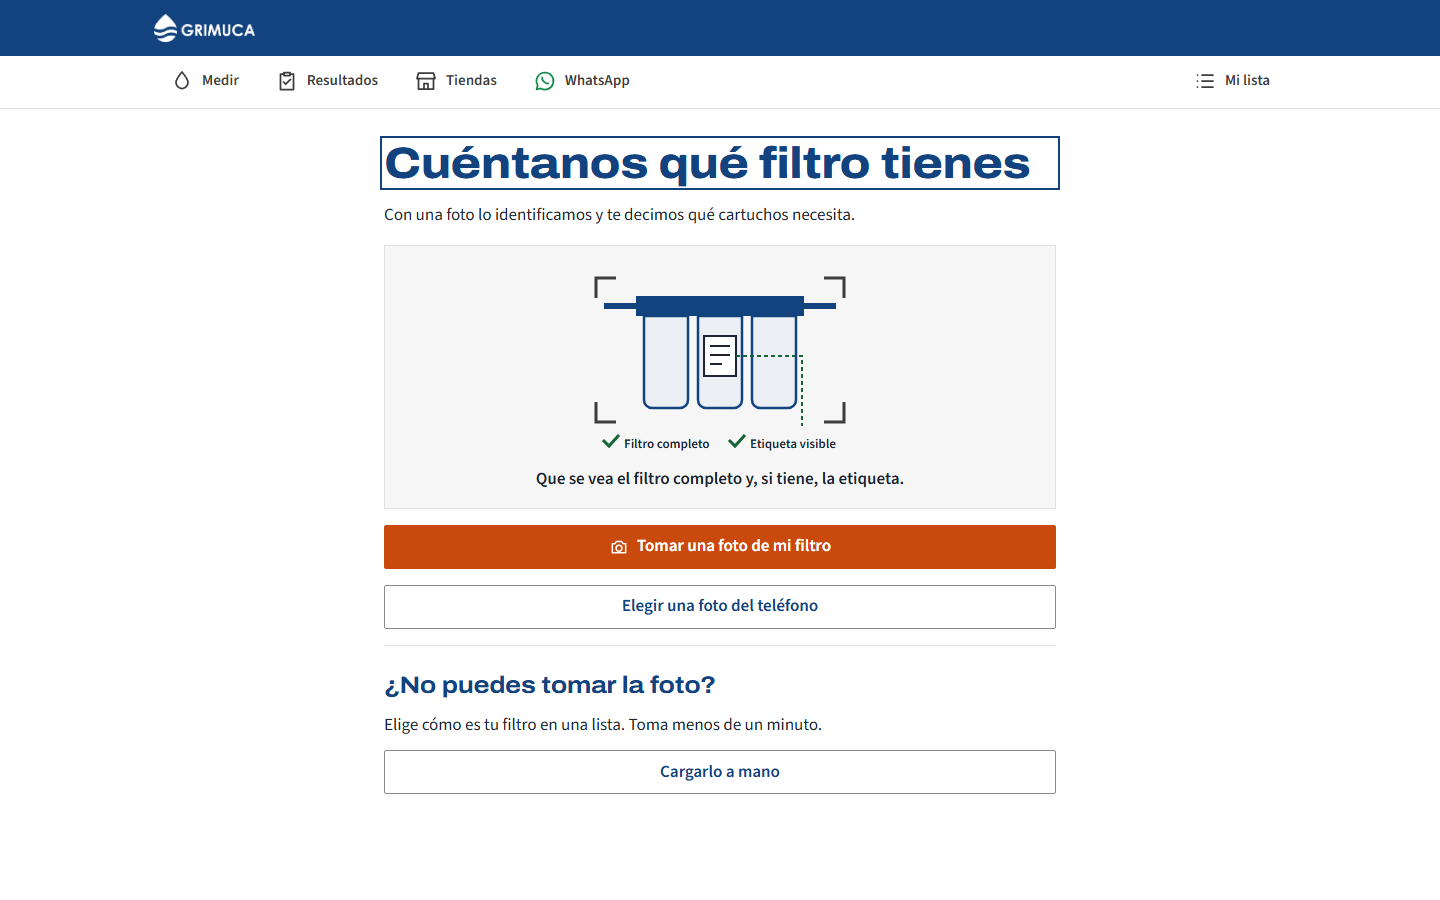 GRIMUCA
Medir
Resultados
Tiendas
WhatsApp
Mi lista
Cuéntanos qué filtro tienes
Con una foto lo identificamos y te decimos qué cartuchos necesita.
Filtro completo
Etiqueta visible
Que se vea el filtro completo y, si tiene, la etiqueta.
Tomar una foto de mi filtro
Elegir una foto del teléfono
¿No puedes tomar la foto?
Elige cómo es tu filtro en una lista. Toma menos de un minuto.
Cargarlo a mano